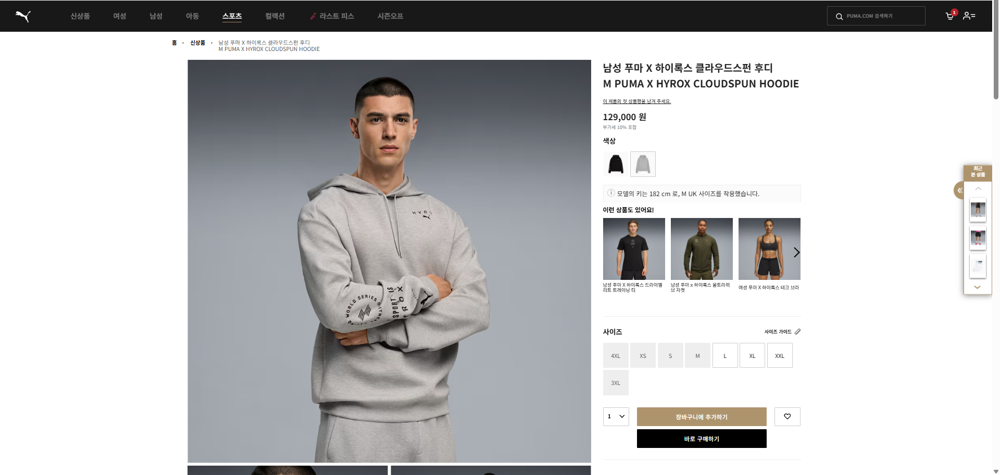 신상품 여성 남성 아동 스포츠 컬렉션 라스트 피스 시즌오프
PUMA.COM 검색하기
1
홈 • 신상품 • 남성 푸마 X 하이록스 클라우드스펀 후디
M PUMA X HYROX CLOUDSPUN HOODIE
남성 푸마 X 하이록스 클라우드스펀 후디
M PUMA X HYROX CLOUDSPUN HOODIE
이 제품의 첫 상품평을 남겨 주세요.
129,000 원
부가세 10% 포함
색상
모델의 키는 182 cm 로, M UK 사이즈를 착용했습니다.
이런 상품도 있어요!
남성 푸마 X 하이록스 드라이엘
리트 트레이닝 티
남성 푸마 x 하이록스 울트라위
브 자켓
여성 푸마 X 하이록스 테크 브라
사이즈
사이즈 가이드
4XL XS S M L XL XXL
3XL
1
장바구니에 추가하기
바로 구매하기
최근
본 상품
HYR
WORLD SERIES O
SPORT IS
ROX